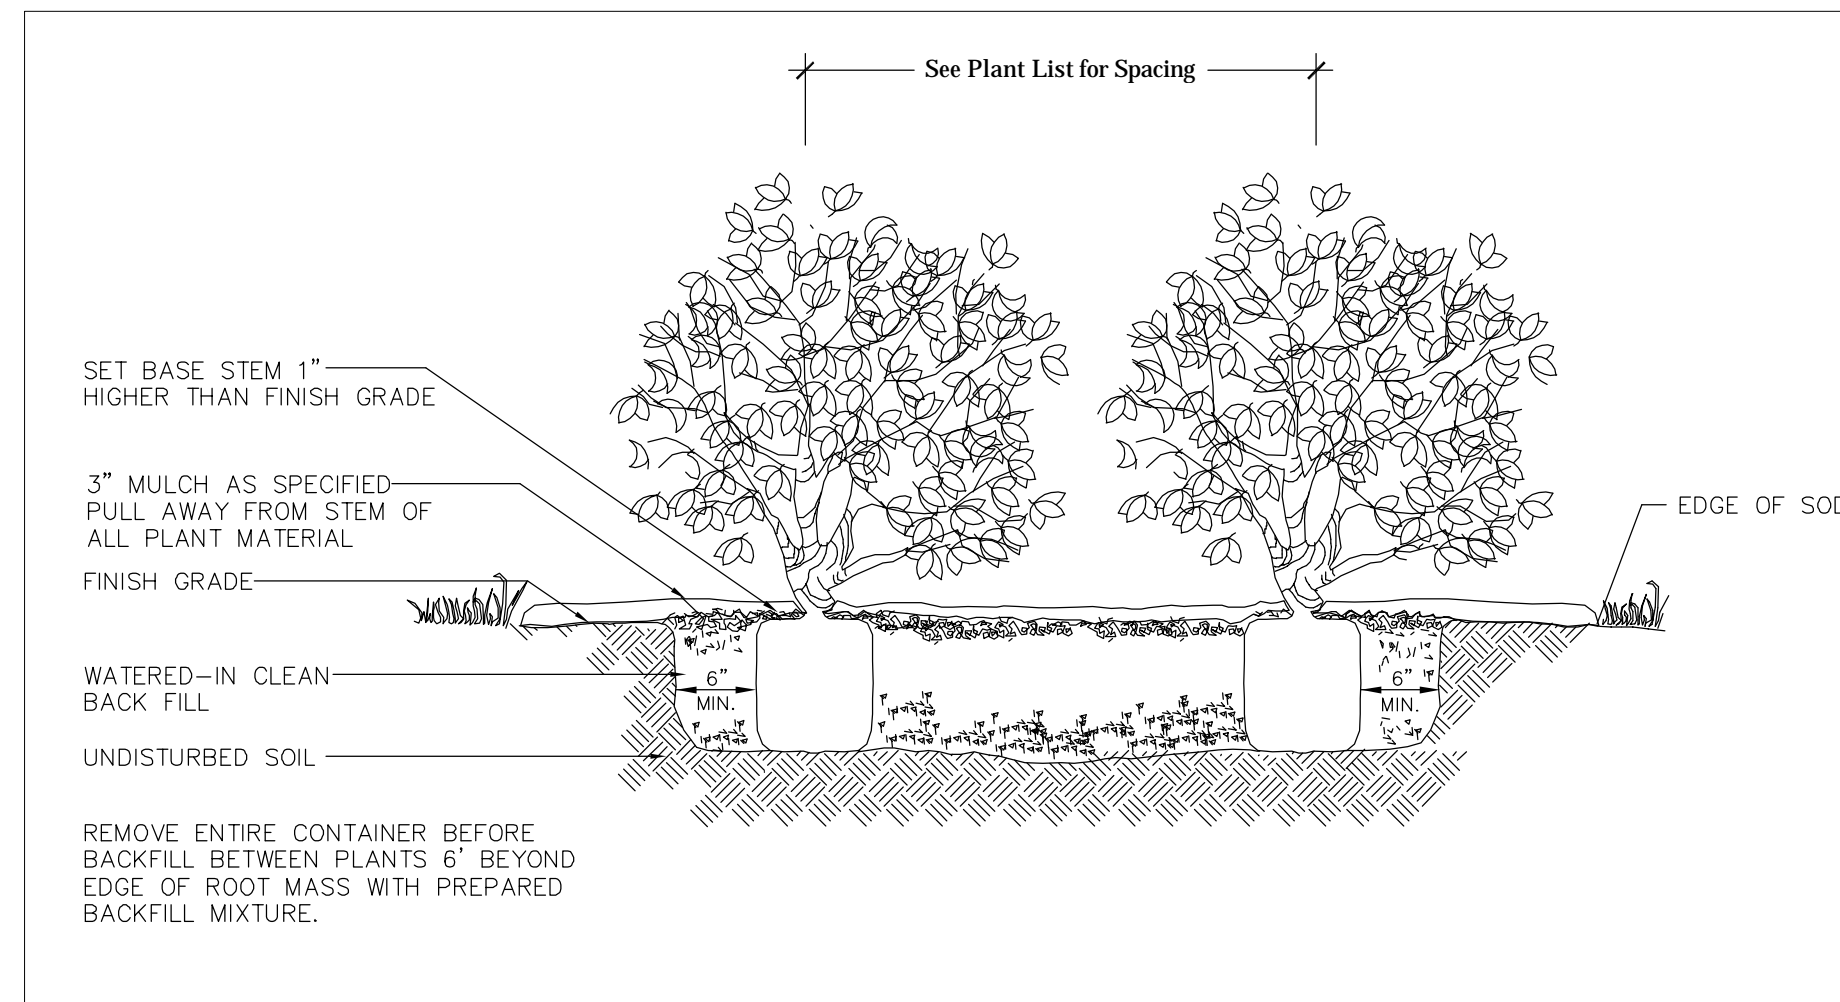 See Plant List for Spacing
SET BASE STEM 1"
HIGHER THAN FINISH GRADE
3" MULCH AS SPECIFIED
PULL AWAY FROM STEM OF
ALL PLANT MATERIAL
EDGE OF SOD
FINISH GRADE
WATERED-IN CLEAN
BACK FILL
6"
MIN.
6"
MIN.
UNDISTURBED SOIL
REMOVE ENTIRE CONTAINER BEFORE
BACKFILL BETWEEN PLANTS 6' BEYOND
EDGE OF ROOT MASS WITH PREPARED
BACKFILL MIXTURE.